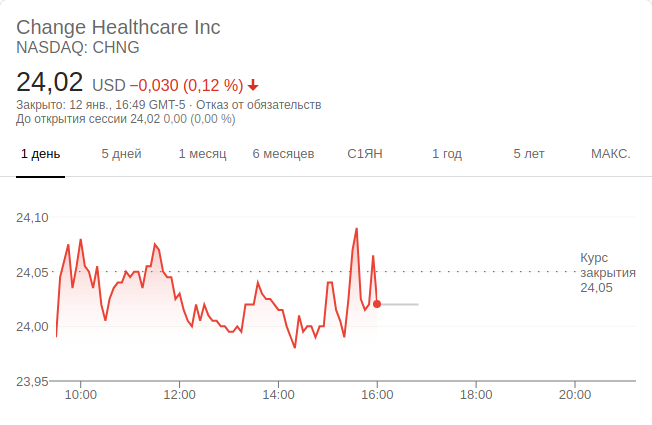 Change Healthcare Inc
NASDAQ: CHNG
24,02 USD −0,030 (0,12 %)
Закрыто: 12 янв., 16:49 GMT-5 · Отказ от обязательств
До открытия сессии 24,02 0,00 (0,00 %)
1 день 5 дней 1 месяц 6 месяцев С1ЯН 1 год 5 лет МАКС.
24,10
24,05
24,00
23,95
Курс
закрытия
24,05
10:00 12:00 14:00 16:00 18:00 20:00